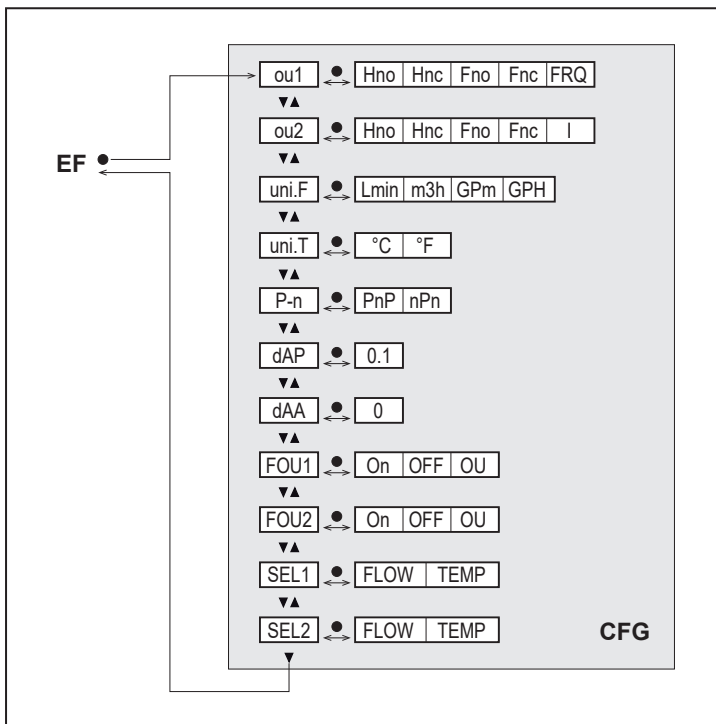 ou1 Hno Hnc Fno Fnc FRQ
ou2 Hno Hnc Fno Fnc I
EF
uni.F Lmin m3h GPm GPH
uni.T °C °F
P-n PnP nPn
dAP 0.1
dAA 0
FOU1 On OFF OU
FOU2 On OFF OU
SEL1 FLOW TEMP
SEL2 FLOW TEMP
CFG